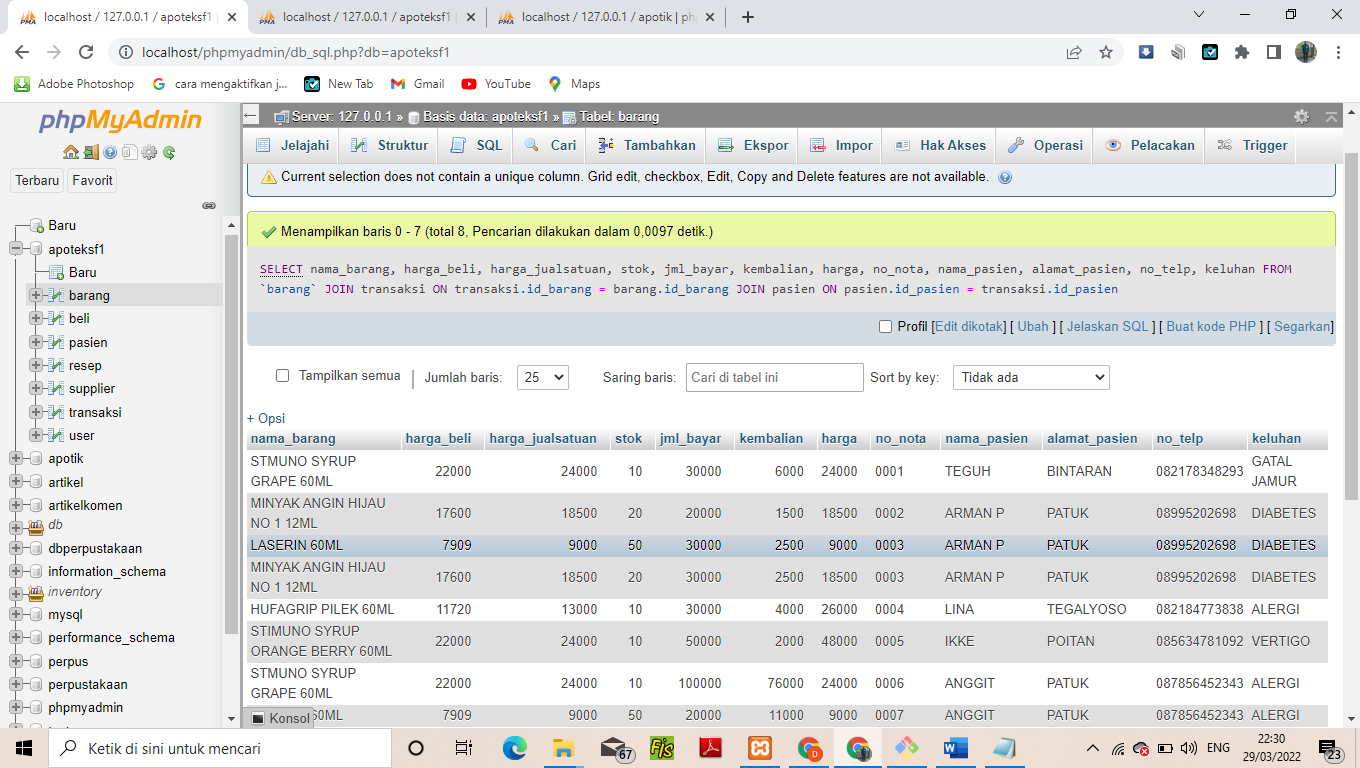 localhost / 127.0.0.1 / apoteksf1
localhost / 127.0.0.1 / apoteksf1 |
localhost / 127.0.0.1 / apotik | ph
localhost/phpmyadmin/db_sql.php?db=apoteksf1
Adobe Photoshop
cara mengaktifkan j...
New Tab
Gmail
YouTube
Maps
phpMyAdmin
Terbaru
Favorit
Baru
apoteksf1
Baru
barang
beli
pasien
resep
supplier
transaksi
user
apotik
artikel
artikelkomen
db
dbperpustakaan
information_schema
inventory
mysql
performance_schema
perpus
perpustakaan
phpmyadmin
Server: 127.0.0.1 » Basis data: apoteksf1 » Tabel: barang
Jelajahi Struktur SQL Cari Tambahkan Ekspor Impor Hak Akses Operasi Pelacakan Trigger
Current selection does not contain a unique column. Grid edit, checkbox, Edit, Copy and Delete features are not available.
Menampilkan baris 0 - 7 (total 8, Pencarian dilakukan dalam 0,0097 detik.)
SELECT nama_barang, harga_beli, harga_jualsatuan, stok, jml_bayar, kembalian, harga, no_nota, nama_pasien, alamat_pasien, no_telp, keluhan FROM
`barang` JOIN transaksi ON transaksi.id_barang = barang.id_barang JOIN pasien ON pasien.id_pasien = transaksi.id_pasien
Profil [Edit dikotak] [ Ubah ] [ Jelaskan SQL ] [ Buat kode PHP ] [ Segarkan]
Tampilkan semua | Jumlah baris: 25 Saring baris: Cari di tabel ini Sort by key: Tidak ada
+ Opsi
nama_barang harga_beli harga_jualsatuan stok jml_bayar kembalian harga no_nota nama_pasien alamat_pasien no_telp keluhan
STMUNO SYRUP GRAPE 60ML 22000 24000 10 30000 6000 24000 0001 TEGUH BINTARAN 082178348293 GATAL JAMUR
MINYAK ANGIN HIJAU NO 1 12ML 17600 18500 20 20000 1500 18500 0002 ARMAN P PATUK 08995202698 DIABETES
LASERIN 60ML 7909 9000 50 30000 2500 9000 0003 ARMAN P PATUK 08995202698 DIABETES
MINYAK ANGIN HIJAU NO 1 12ML 17600 18500 20 30000 2500 18500 0003 ARMAN P PATUK 08995202698 DIABETES
HUFAGRIP PILEK 60ML 11720 13000 10 30000 4000 26000 0004 LINA TEGALYOSO 082184773838 ALERGI
STIMUNO SYRUP ORANGE BERRY 60ML 22000 24000 10 50000 2000 48000 0005 IKKE POITAN 085634781092 VERTIGO
STMUNO SYRUP GRAPE 60ML 22000 24000 10 100000 76000 24000 0006 ANGGIT PATUK 087856452343 ALERGI
60ML 7909 9000 50 20000 11000 9000 0007 ANGGIT PATUK 087856452343 ALERGI
Konsol
Ketik di sini untuk mencari
67
ENG
22:30
29/03/2022
23